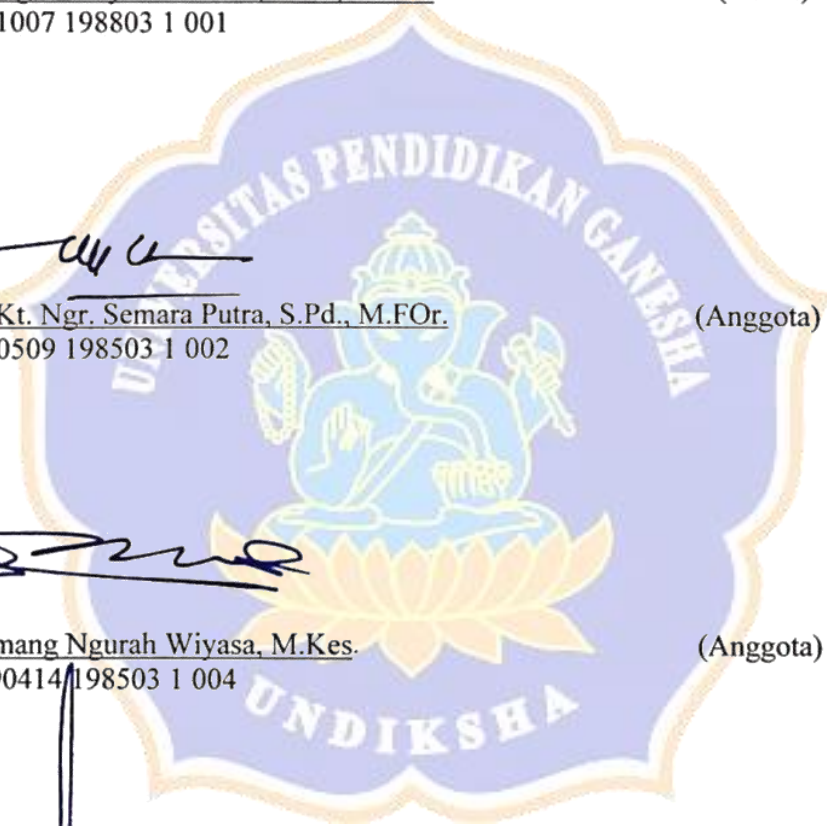 1007 198803 1 001
UNIVERSITAS PENDIDIKAN GANESHA
Kt. Ngr. Semara Putra, S.Pd., M.FOr. (Anggota)
0509 198503 1 002
mang Ngurah Wiyasa, M.Kes. (Anggota)
0414 198503 1 004
UNDIKSHA